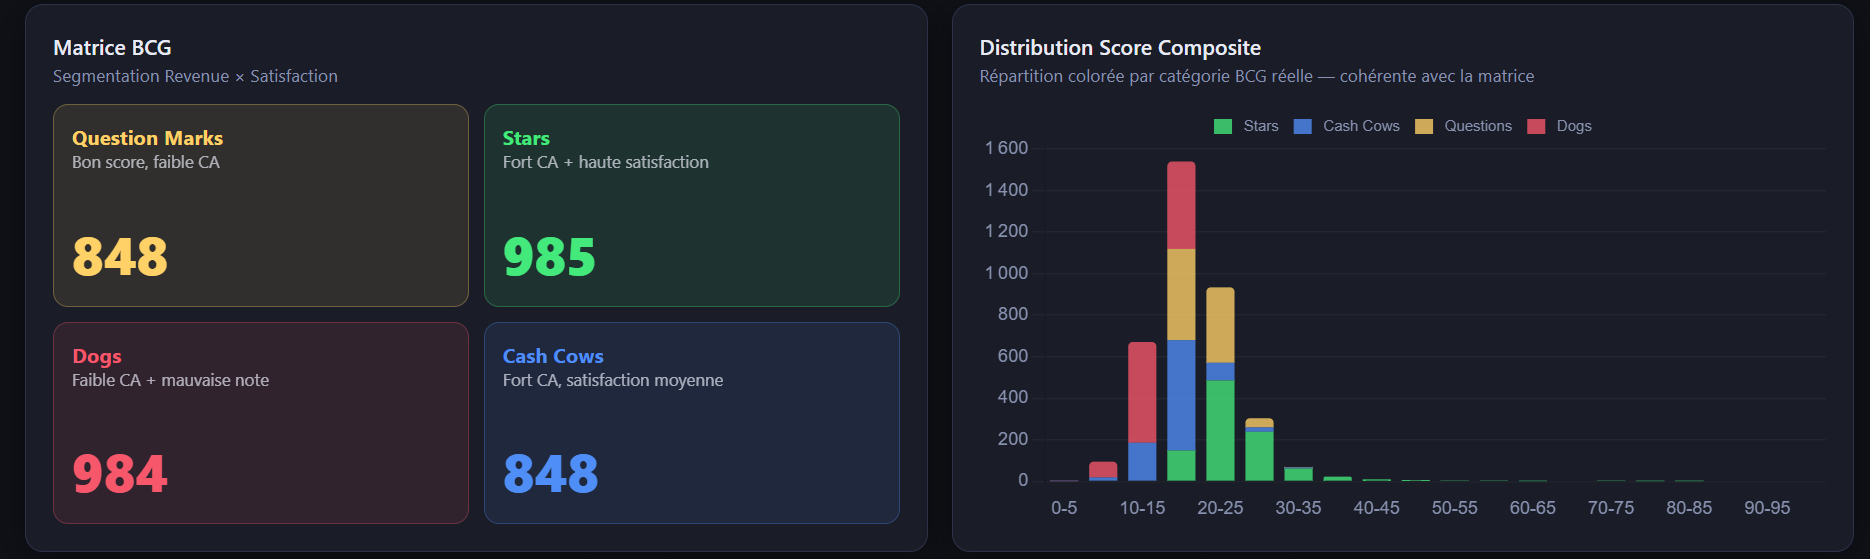 Matrice BCG
Segmentation Revenue × Satisfaction
Question Marks
Bon score, faible CA
848
Stars
Fort CA + haute satisfaction
985
Dogs
Faible CA + mauvaise note
984
Cash Cows
Fort CA, satisfaction moyenne
848
Distribution Score Composite
Répartition colorée par catégorie BCG réelle — cohérente avec la matrice
Stars Cash Cows Questions Dogs
1 600
1 400
1 200
1 000
800
600
400
200
0
0-5 10-15 20-25 30-35 40-45 50-55 60-65 70-75 80-85 90-95